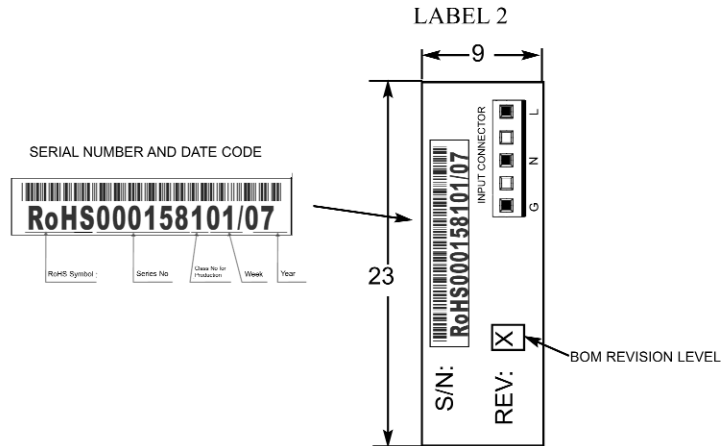 LABEL 2
9
SERIAL NUMBER AND DATE CODE
RoHS000158101/07
RoHS Symbol
Series No
Class No for
Production
Week
Year
23
INPUT CONNECTOR
L
N
G
RoHS000158101/07
S/N:
X
REV:
BOM REVISION LEVEL